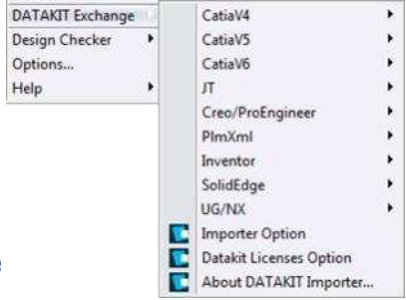 DATAKIT Exchange
Design Checker
Options...
Help
CatiaV4
CatiaV5
CatiaV6
JT
Creo/ProEngineer
PlmXml
Inventor
SolidEdge
UG/NX
Importer Option
Datakit Licenses Option
About DATAKIT Importer...